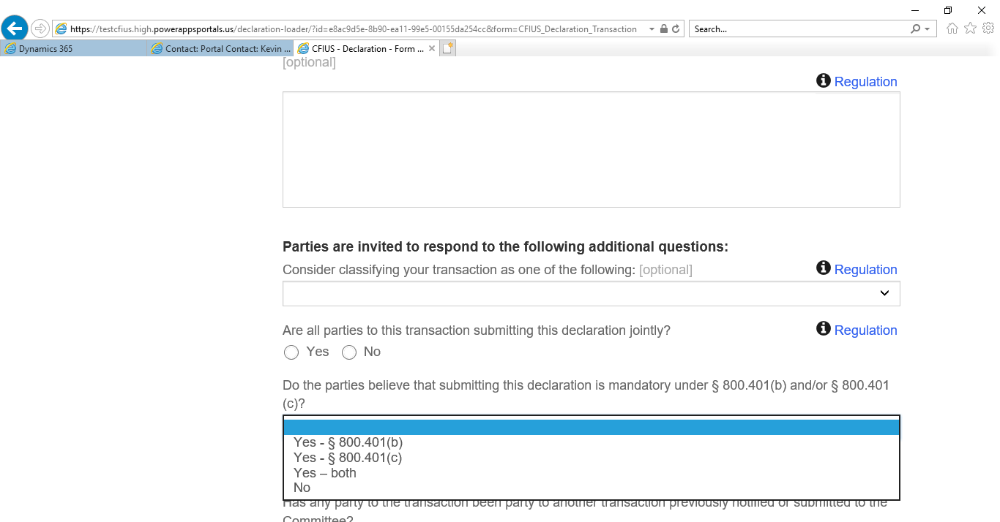 https://testcfius.high.powerappsportals.us/declaration-loader/?id=e8ac9d5e-8b90-ea11-99e5-00155da254cc&form=CFIUS_Declaration_Transaction
Search...
Dynamics 365
Contact: Portal Contact: Kevin ...
CFIUS - Declaration - Form ...
[optional]
Regulation
Parties are invited to respond to the following additional questions:
Consider classifying your transaction as one of the following: [optional]
Regulation
Are all parties to this transaction submitting this declaration jointly?
Regulation
Yes No
Do the parties believe that submitting this declaration is mandatory under § 800.401(b) and/or § 800.401
(c)?
Yes - § 800.401(b)
Yes - § 800.401(c)
Yes – both
No
Has any party to the transaction been party to another transaction previously notified or submitted to the
Committee?